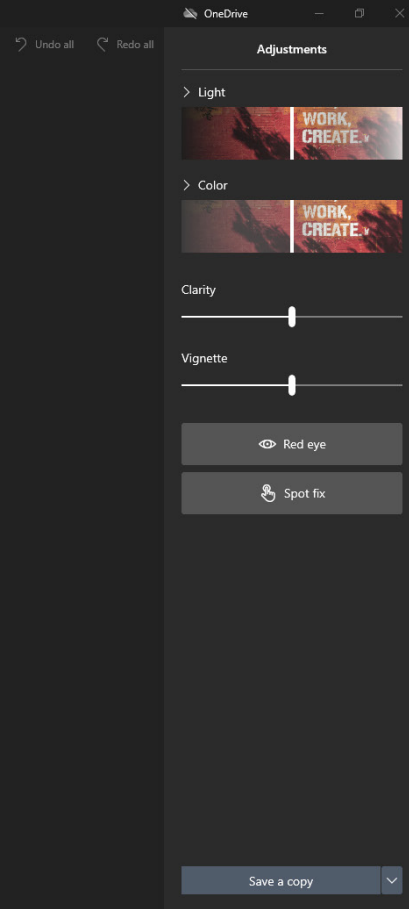 OneDrive
Undo all
Redo all
Adjustments
Light
WORK,
CREATE.
Color
WORK,
CREATE.
Clarity
Vignette
Red eye
Spot fix
Save a copy